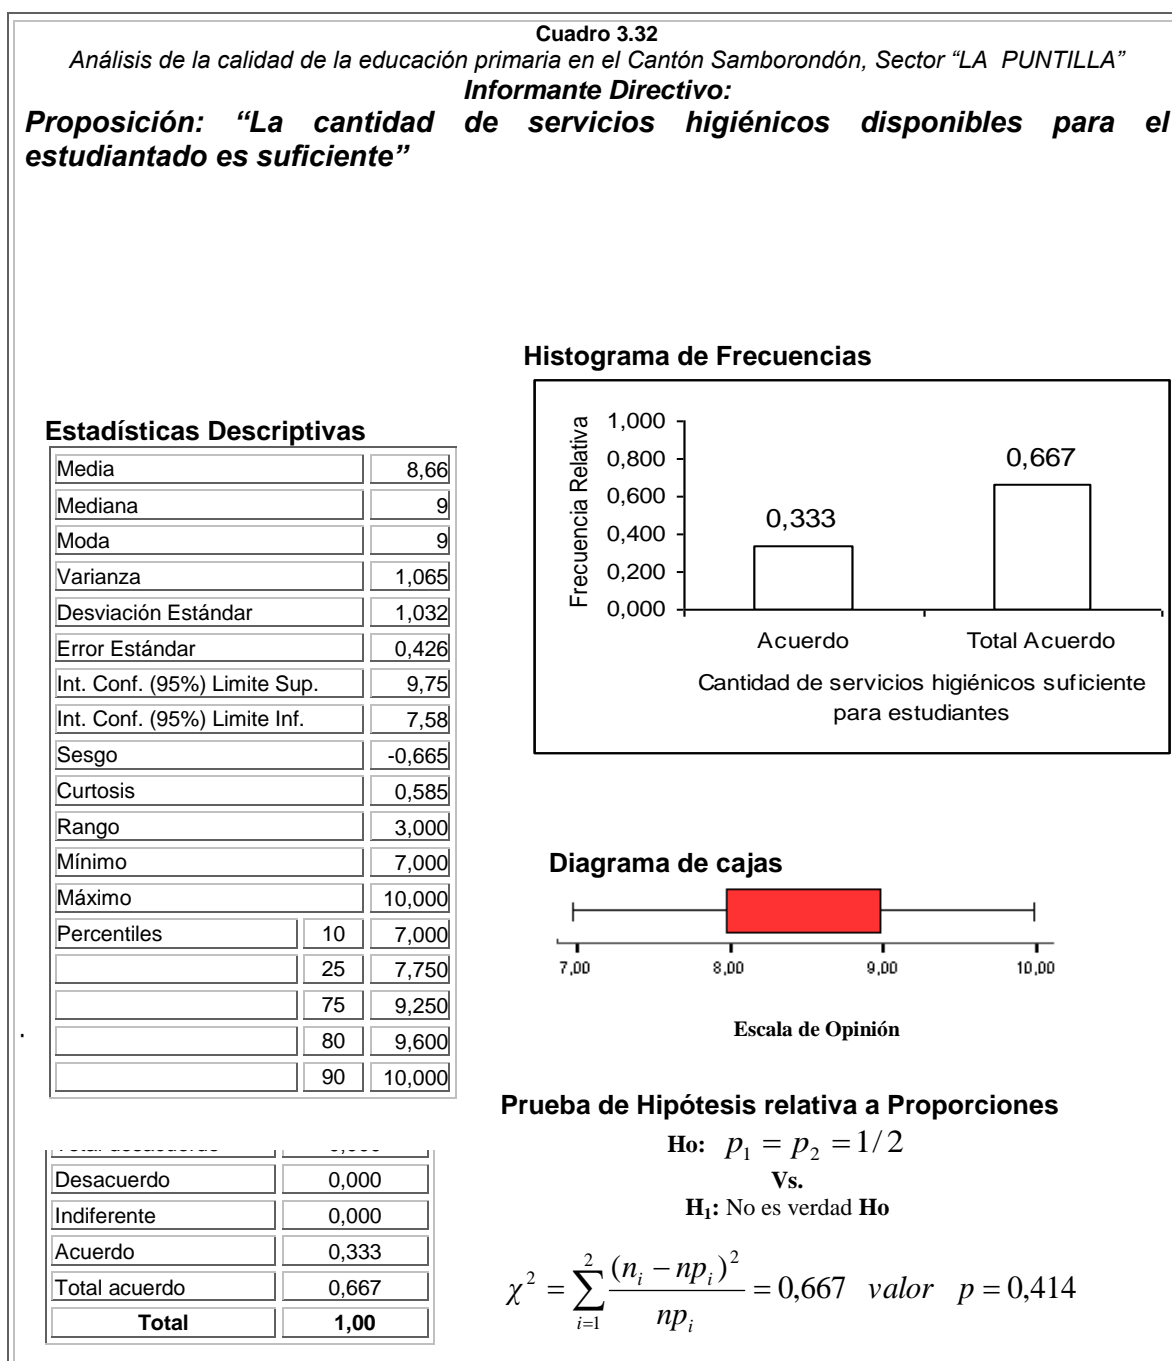 Cuadro 3.32
Análisis de la calidad de la educación primaria en el Cantón Samborondón, Sector “LA PUNTILLA”
Informante Directivo:
Proposición: “La cantidad de servicios higiénicos disponibles para el
estudiantado es suficiente”
Estadísticas Descriptivas
Media 8,66
Mediana 9
Moda 9
Varianza 1,065
Desviación Estándar 1,032
Error Estándar 0,426
Int. Conf. (95%) Limite Sup. 9,75
Int. Conf. (95%) Limite Inf. 7,58
Sesgo -0,665
Curtosis 0,585
Rango 3,000
Mínimo 7,000
Máximo 10,000
Percentiles 10 7,000
25 7,750
75 9,250
80 9,600
90 10,000
.
Desacuerdo 0,000
Indiferente 0,000
Acuerdo 0,333
Total acuerdo 0,667
Total 1,00
Histograma de Frecuencias
Frecuencia Relativa
1,000
0,800
0,600
0,400
0,200
0,000
0,333
0,667
Acuerdo Total Acuerdo
Cantidad de servicios higiénicos suficiente
para estudiantes
Diagrama de cajas
7,00 8,00 9,00 10,00
Escala de Opinión
Prueba de Hipótesis relativa a Proporciones
Ho: p₁ = p₂ = 1/2
Vs.
H₁: No es verdad Ho
χ² = ∑_{i=1}^{2} (nᵢ − npᵢ)² / npᵢ = 0,667 valor p = 0,414